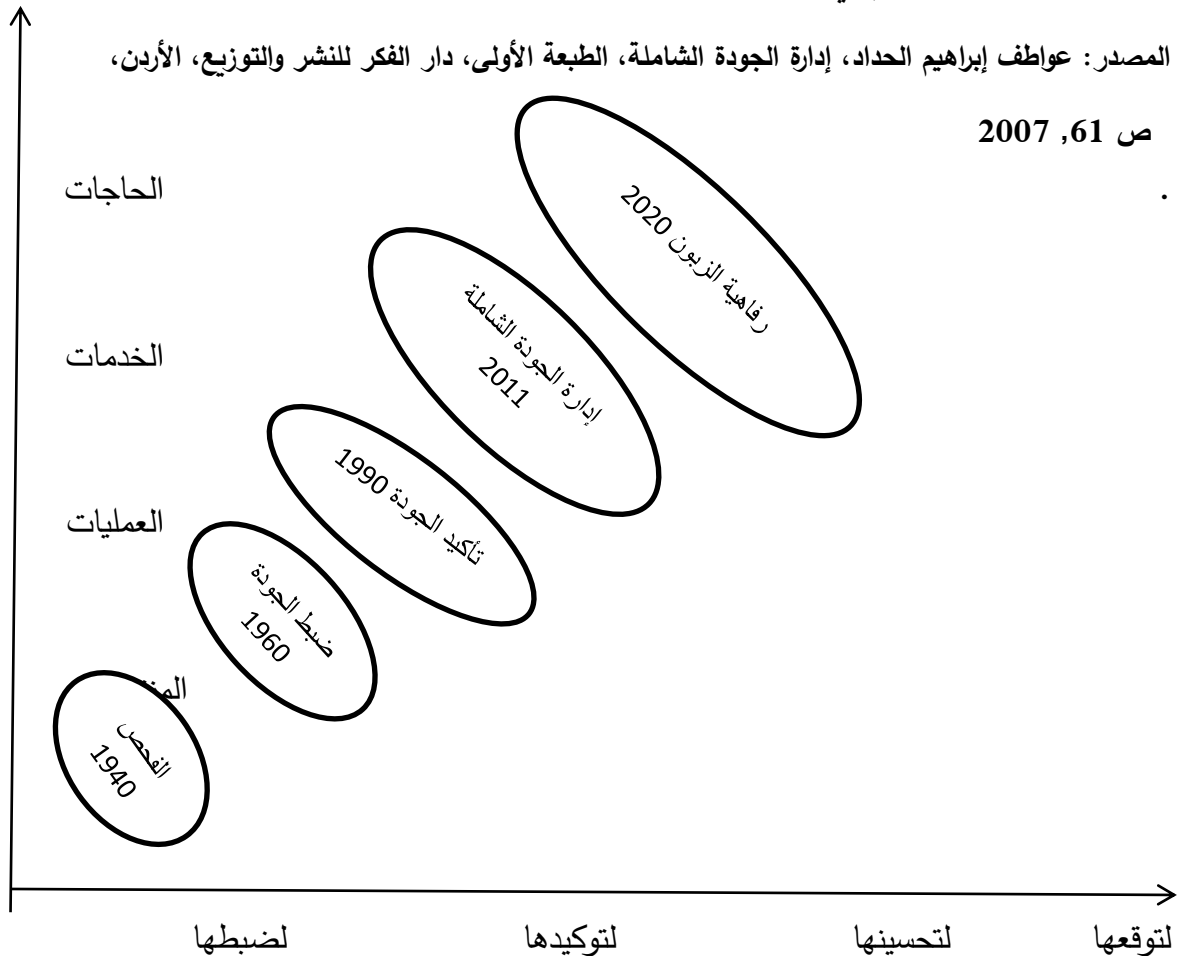 المصدر: عواطف إبراهيم الحداد، إدارة الجودة الشاملة، الطبعة الأولى، دار الفكر للنشر والتوزيع، الأردن،
ص 61, 2007
.
الحاجات
رفاهية الزبون 2020
الخدمات
إدارة الجودة الشاملة
2011
العمليات
تأكيد الجودة 1990
ضبط الجودة
1960
الفحص
1940
لضبطها
لتوكيدها
لتحسينها
لتوقعها